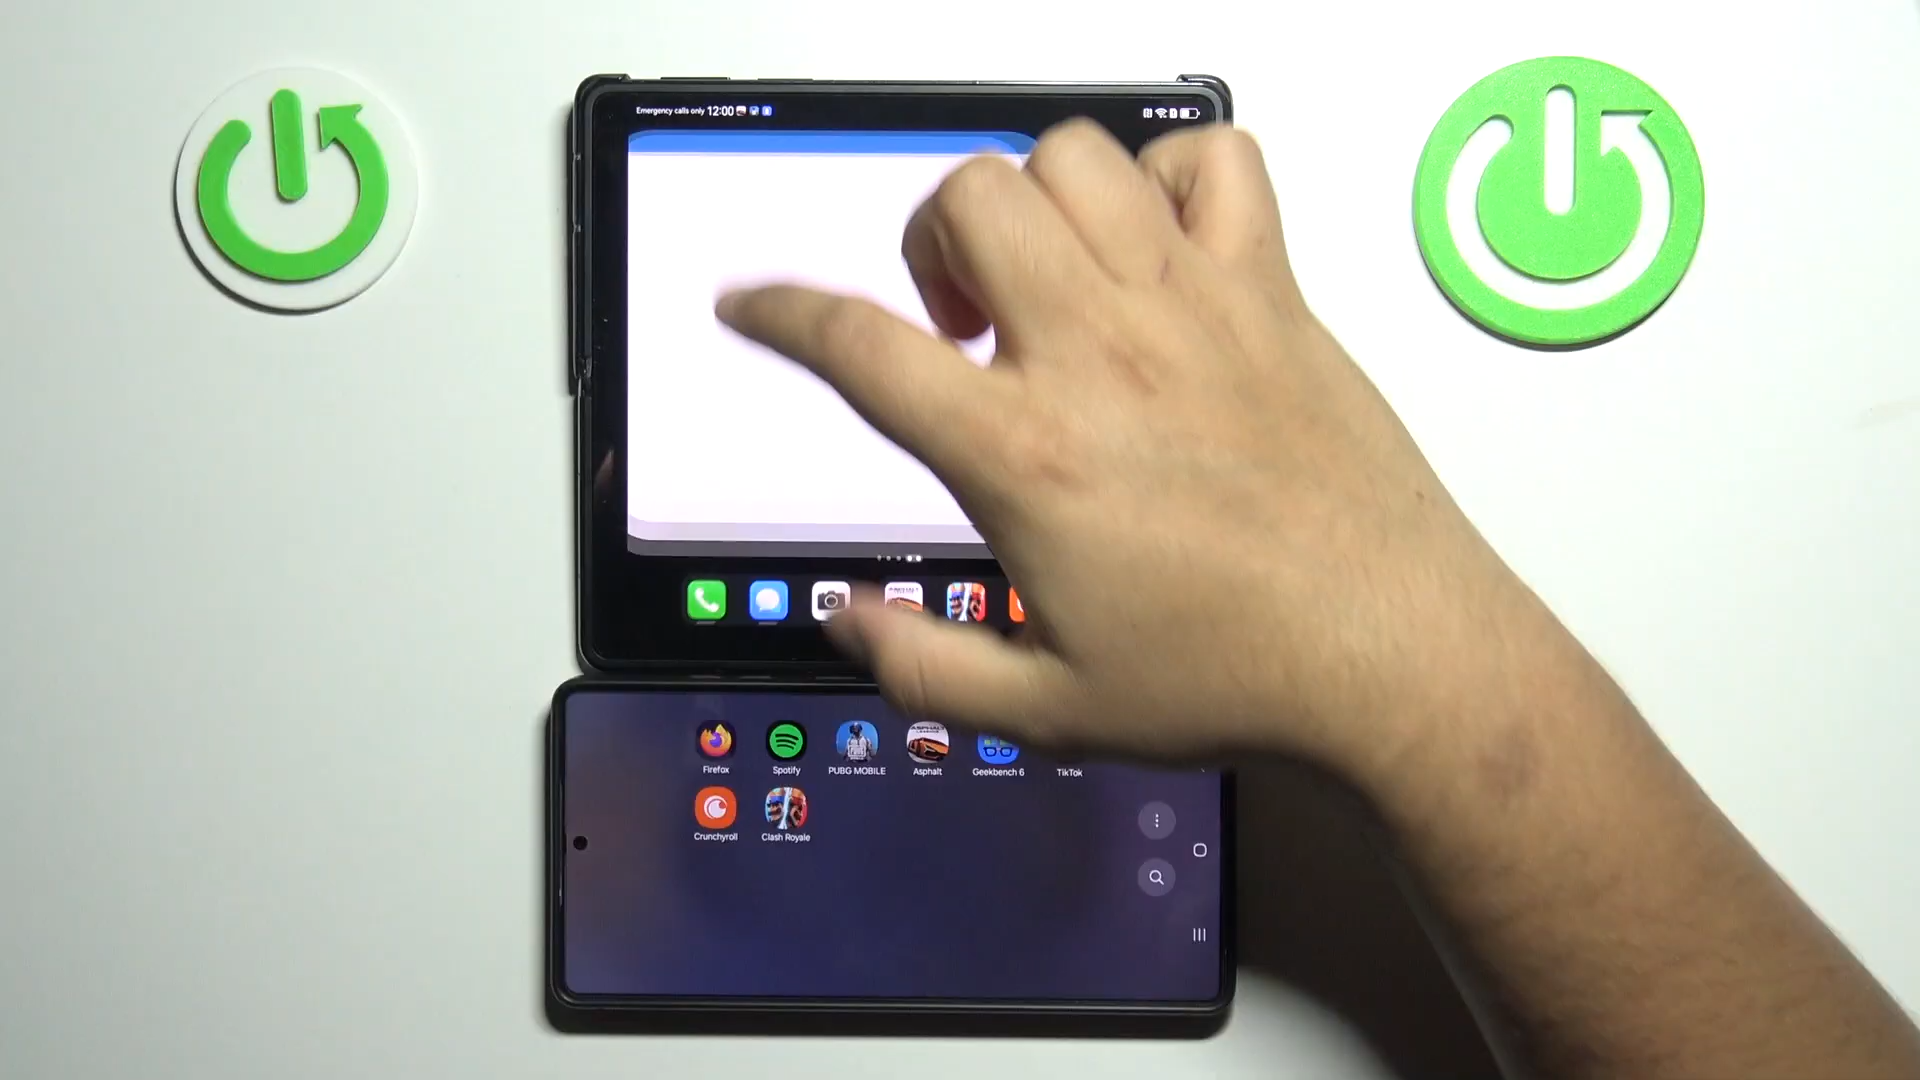 Emergency calls only 12:00
Firefox Spotify PUBG MOBILE Asphalt Geekbench 6 TikTok
Crunchyroll Clash Royale